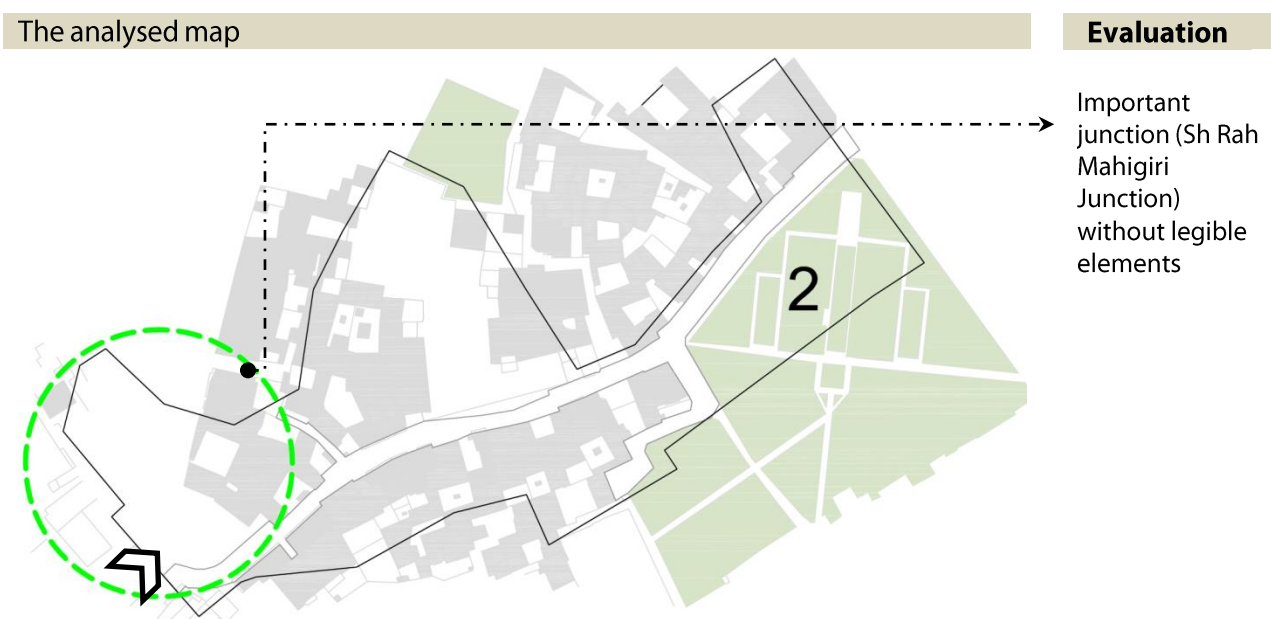 The analysed map
Evaluation
Important
junction (Sh Rah
Mahigiri
Junction)
without legible
elements
2